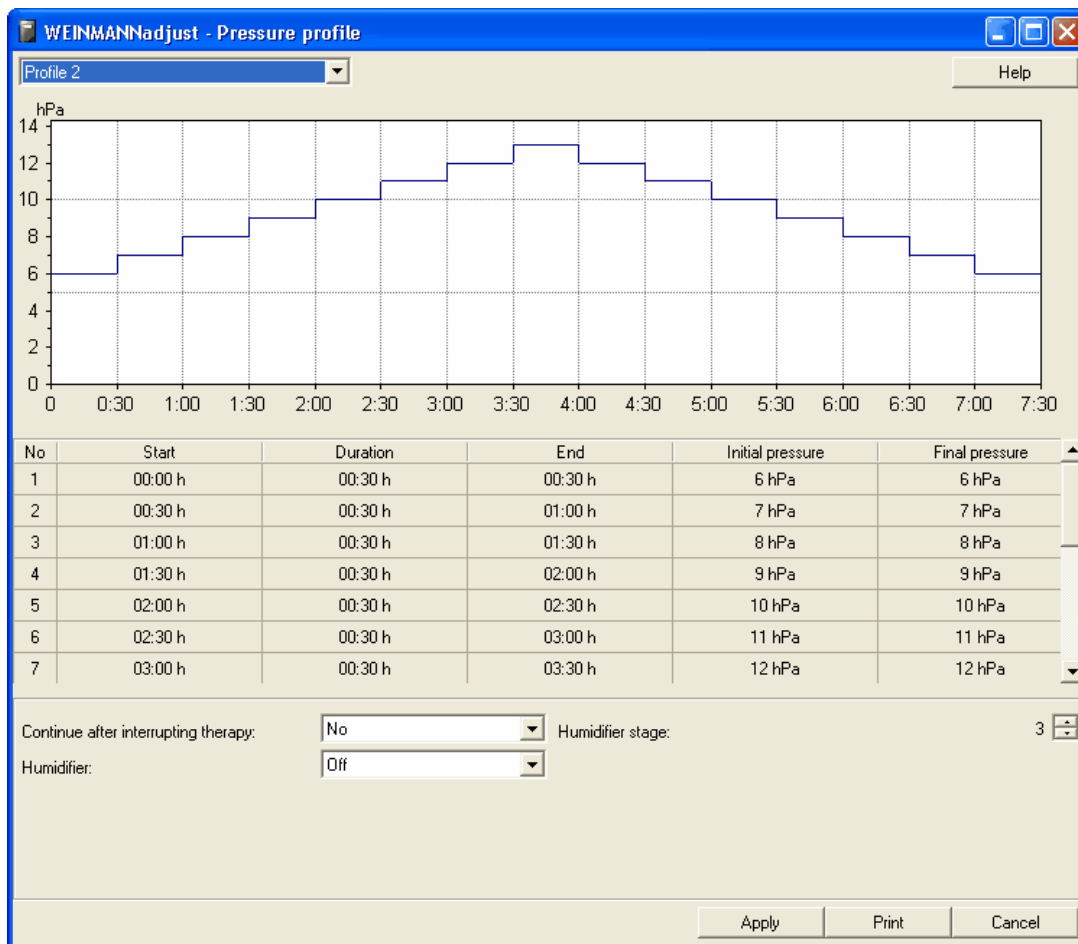 WEINMANNadjust - Pressure profile
Profile 2 Help
hPa
14
12
10
8
6
4
2
0
0 0:30 1:00 1:30 2:00 2:30 3:00 3:30 4:00 4:30 5:00 5:30 6:00 6:30 7:00 7:30
No Start Duration End Initial pressure Final pressure
1 00:00 h 00:30 h 00:30 h 6 hPa 6 hPa
2 00:30 h 00:30 h 01:00 h 7 hPa 7 hPa
3 01:00 h 00:30 h 01:30 h 8 hPa 8 hPa
4 01:30 h 00:30 h 02:00 h 9 hPa 9 hPa
5 02:00 h 00:30 h 02:30 h 10 hPa 10 hPa
6 02:30 h 00:30 h 03:00 h 11 hPa 11 hPa
7 03:00 h 00:30 h 03:30 h 12 hPa 12 hPa
Continue after interrupting therapy: No Humidifier stage: 3
Humidifier: Off
Apply Print Cancel